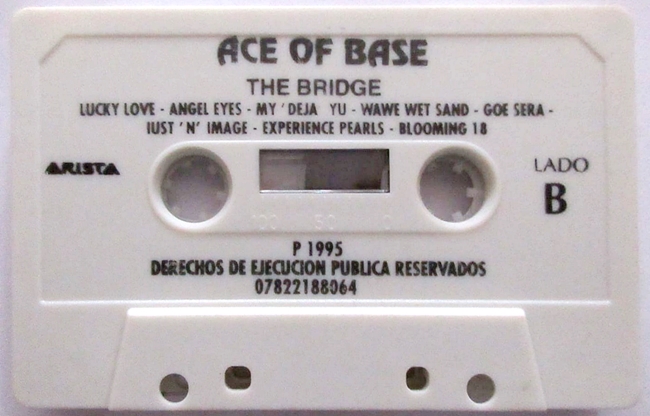 ACE OF BASE
THE BRIDGE
LUCKY LOVE - ANGEL EYES - MY 'DEJA YU - WAWE WET SAND - GOE SERA -
IUST 'N' IMAGE - EXPERIENCE PEARLS - BLOOMING 18
ARISTA
LADO
B
100 50 0
P 1995
DERECHOS DE EJECUCION PUBLICA RESERVADOS
07822188064